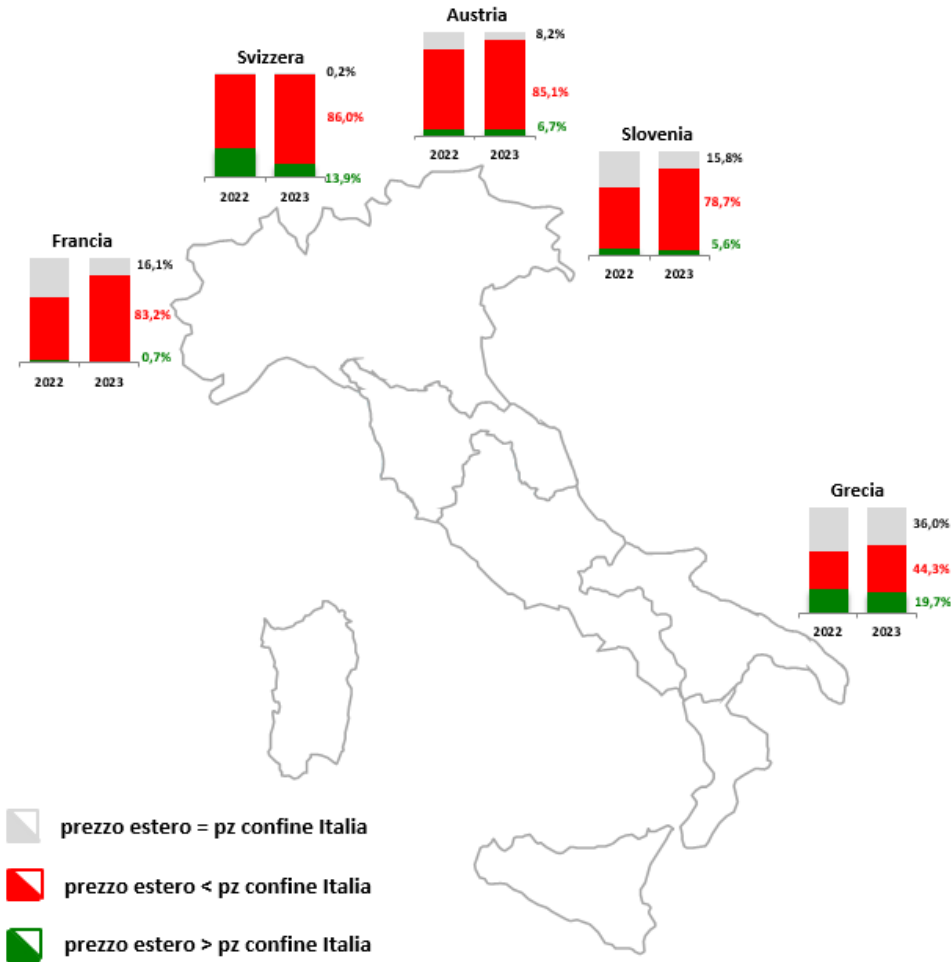 Austria
8,2%
85,1%
6,7%
2022 2023
Svizzera
0,2%
86,0%
13,9%
2022 2023
Slovenia
15,8%
78,7%
5,6%
2022 2023
Francia
16,1%
83,2%
0,7%
2022 2023
Grecia
36,0%
44,3%
19,7%
2022 2023
prezzo estero = pz confine Italia
prezzo estero < pz confine Italia
prezzo estero > pz confine Italia